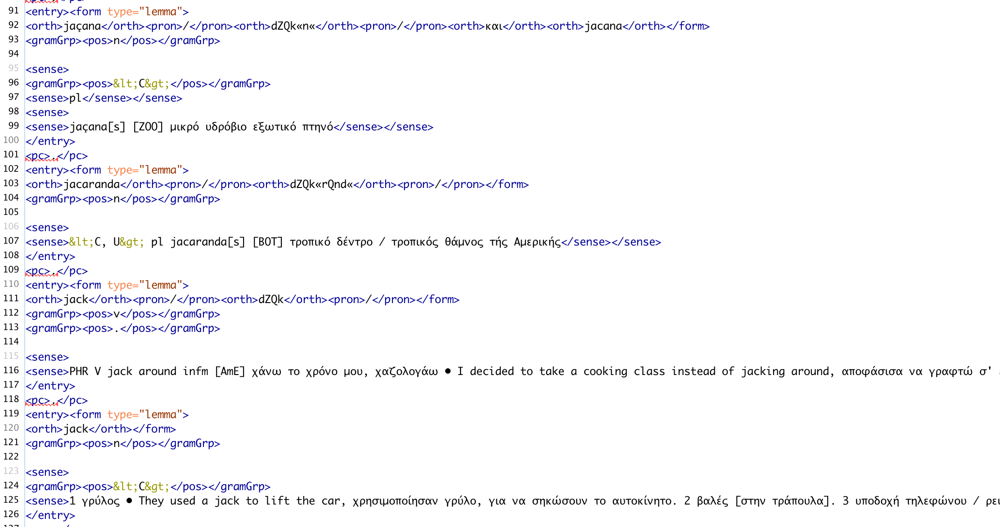 91 <entry><form type="lemma">
92 <orth>jaçana</orth><pron>/</pron><orth>dZQk«n«</orth><pron>/</pron><orth>και</orth><orth>jacana</orth></form>
93 <gramGrp><pos>n</pos></gramGrp>
94
95 <sense>
96 <gramGrp><pos>&lt;C&gt;</pos></gramGrp>
97 <sense>pl</sense></sense>
98 <sense>
99 <sense>jaçana[s] [ZOO] μικρό υδρόβιο εξωτικό πτηνό</sense></sense>
100 </entry>
101 <pc>.</pc>
102 <entry><form type="lemma">
103 <orth>jacaranda</orth><pron>/</pron><orth>dZQk«rQnd«</orth><pron>/</pron></form>
104 <gramGrp><pos>n</pos></gramGrp>
105
106 <sense>
107 <sense>&lt;C, U&gt; pl jacaranda[s] [BOT] τροπικό δέντρο / τροπικός θάμνος τής Αμερικής</sense></sense>
108 </entry>
109 <pc>.</pc>
110 <entry><form type="lemma">
111 <orth>jack</orth><pron>/</pron><orth>dZQk</orth><pron>/</pron></form>
112 <gramGrp><pos>v</pos></gramGrp>
113 <gramGrp><pos>.</pos></gramGrp>
114
115 <sense>
116 <sense>PHR V jack around infm [AmE] χάνω το χρόνο μου, χαζολογάω ● I decided to take a cooking class instead of jacking around, αποφάσισα να γραφτώ σ'
117 </entry>
118 <pc>.</pc>
119 <entry><form type="lemma">
120 <orth>jack</orth></form>
121 <gramGrp><pos>n</pos></gramGrp>
122
123 <sense>
124 <gramGrp><pos>&lt;C&gt;</pos></gramGrp>
125 <sense>1 γρύλος ● They used a jack to lift the car, χρησιμοποίησαν γρύλο, για να σηκώσουν το αυτοκίνητο. 2 βαλές [στην τράπουλα]. 3 υποδοχή τηλεφώνου /
126 </entry>